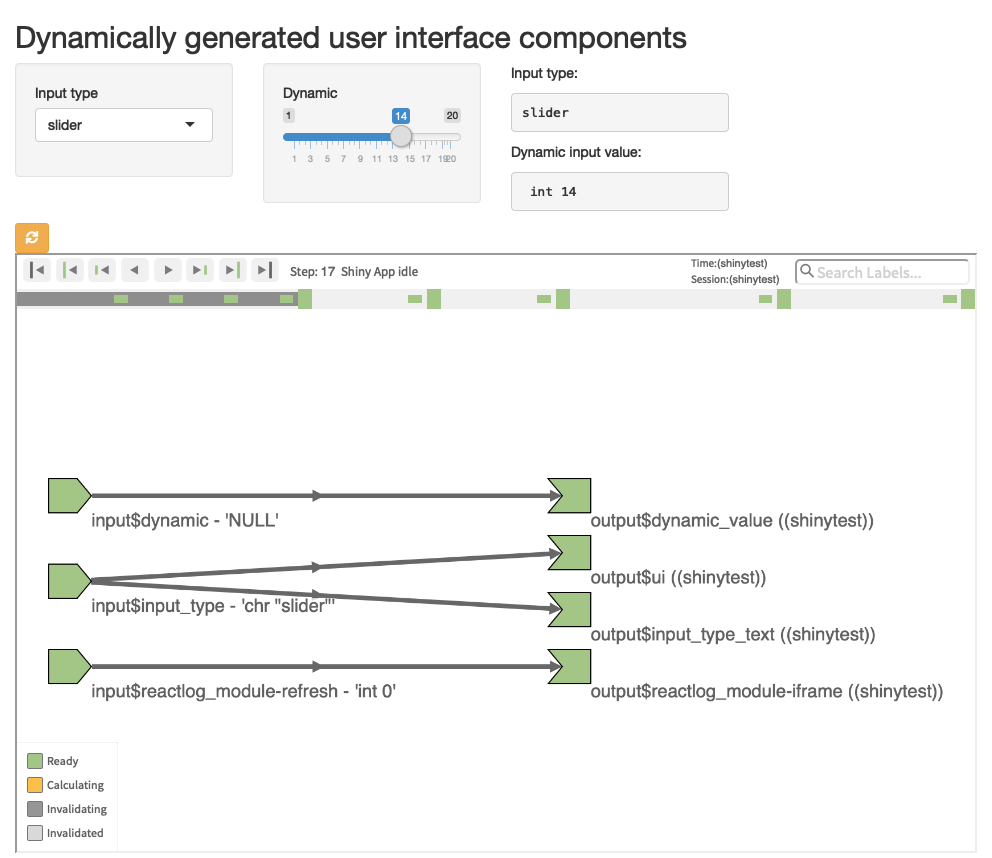 Dynamically generated user interface components
Input type
slider
Dynamic
1 14 20
1 3 5 7 9 11 13 15 17 19 20
Input type:
slider
Dynamic input value:
int 14
Step: 17 Shiny App idle
Time:(shinytest)
Session:(shinytest)
Search Labels...
input$dynamic - 'NULL'
output$dynamic_value ((shinytest))
output$ui ((shinytest))
input$input_type - 'chr "slider"'
output$input_type_text ((shinytest))
input$reactlog_module-refresh - 'int 0'
output$reactlog_module-iframe ((shinytest))
Ready
Calculating
Invalidating
Invalidated